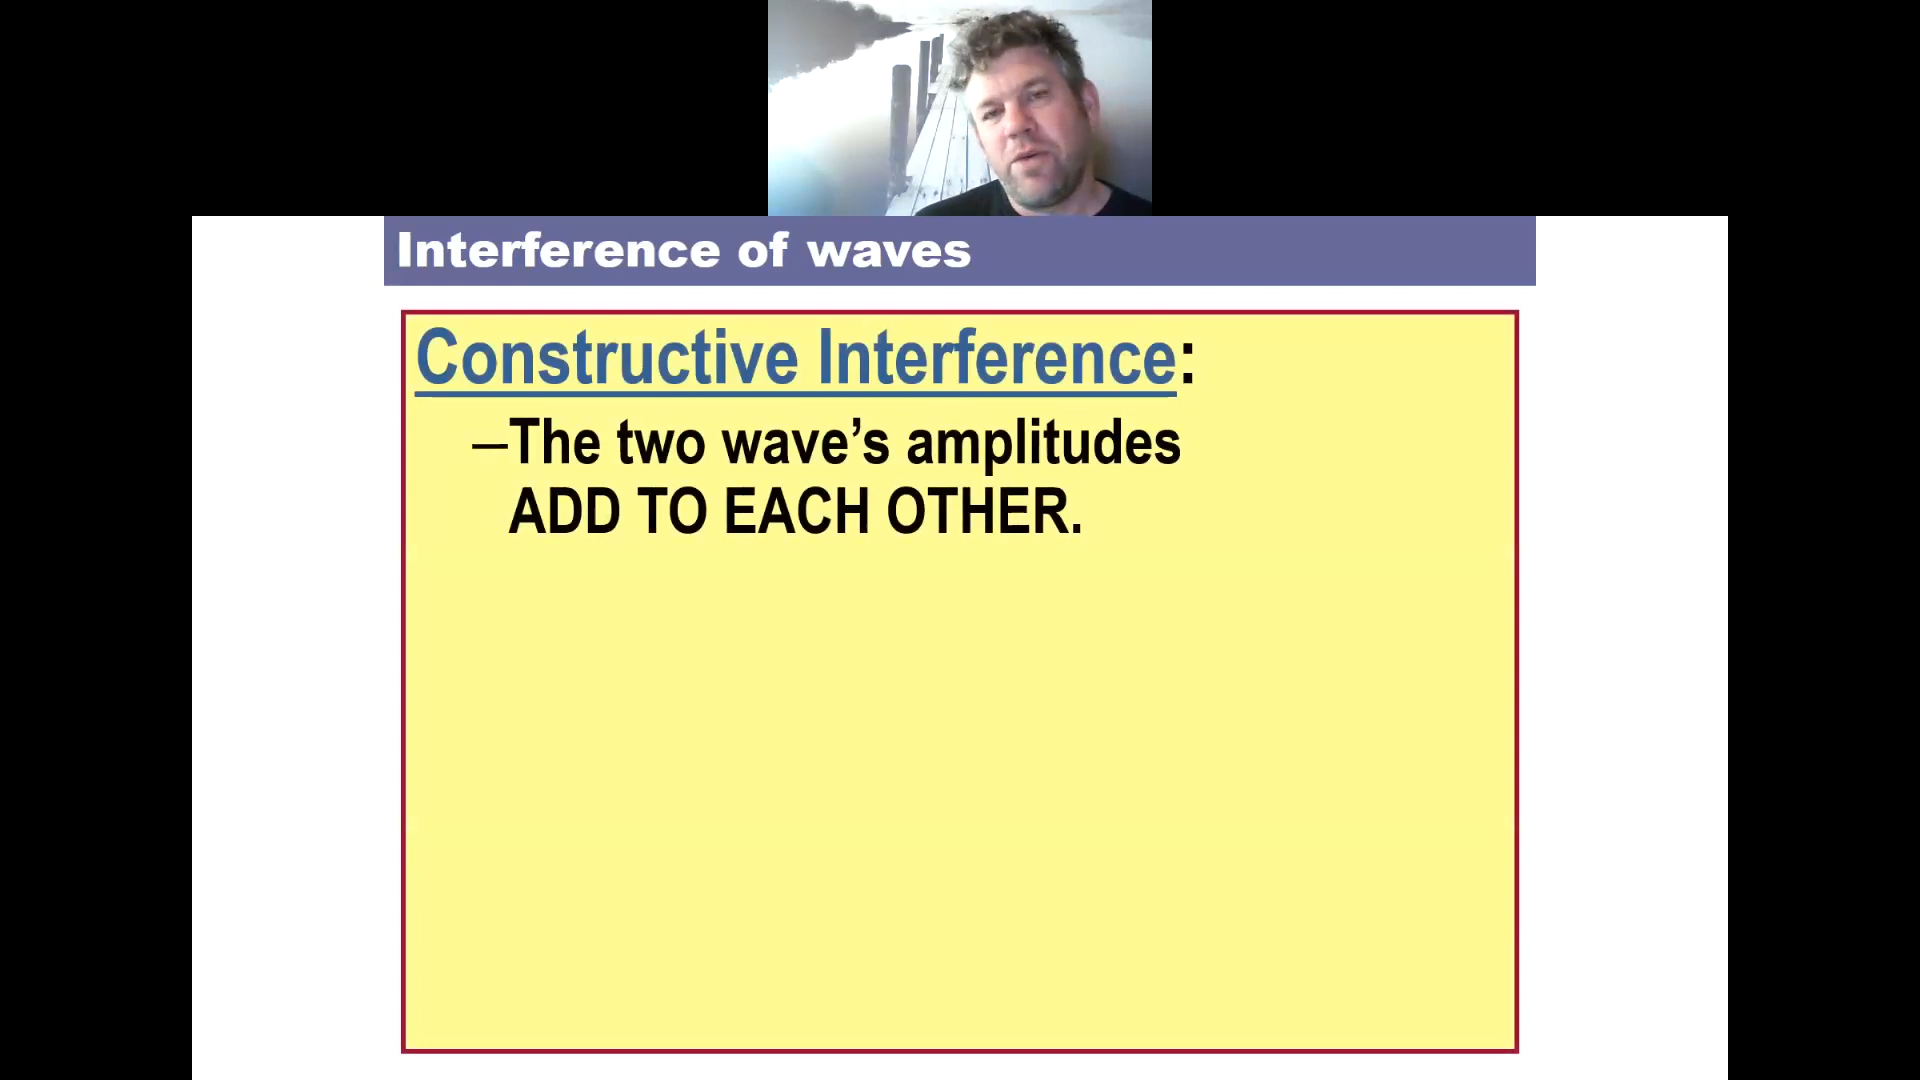 Interference of waves
Constructive Interference:
–The two wave’s amplitudes
ADD TO EACH OTHER.